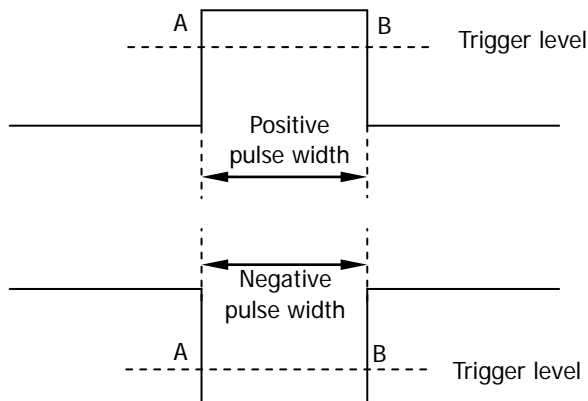 A
B
Trigger level
Positive
pulse width
Negative
pulse width
A
B
Trigger level